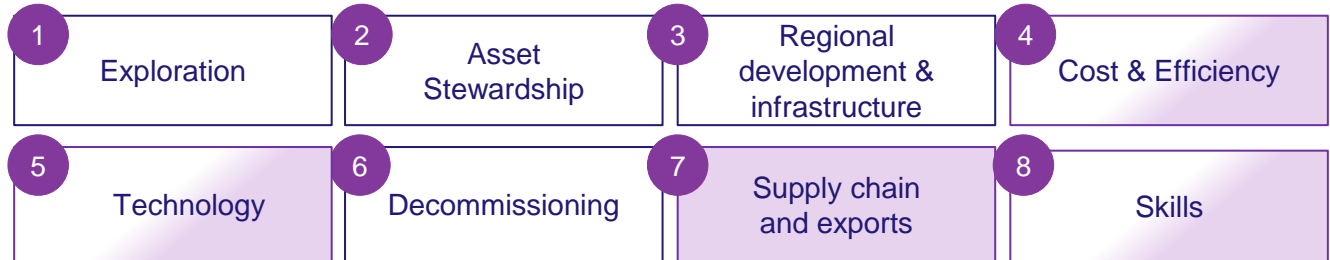 1
Exploration
2
Asset
Stewardship
3
Regional
development &
infrastructure
4
Cost & Efficiency
5
Technology
6
Decommissioning
7
Supply chain
and exports
8
Skills